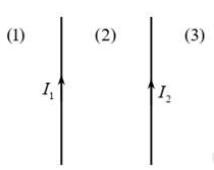 (1) (2) (3)
I₁ I₂